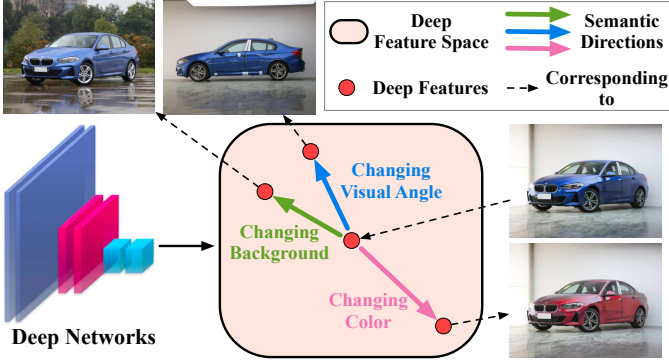 Deep
Feature Space
Semantic
Directions
Deep Features
Corresponding
to
Changing
Visual Angle
Changing
Background
Changing
Color
Deep Networks